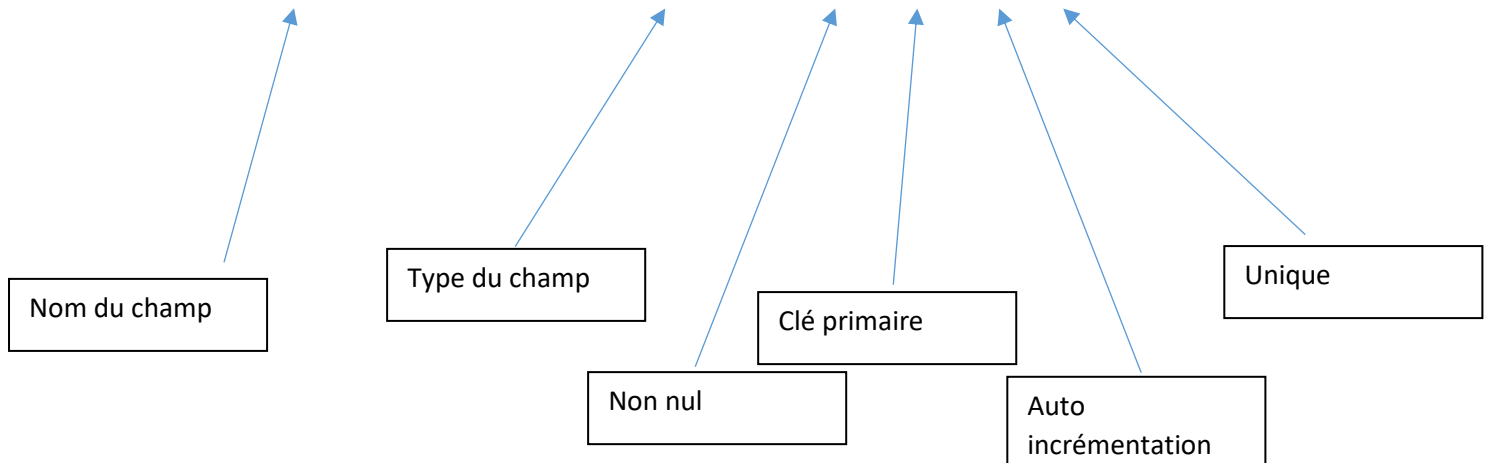 Nom du champ
Type du champ
Non nul
Clé primaire
Auto
incrémentation
Unique